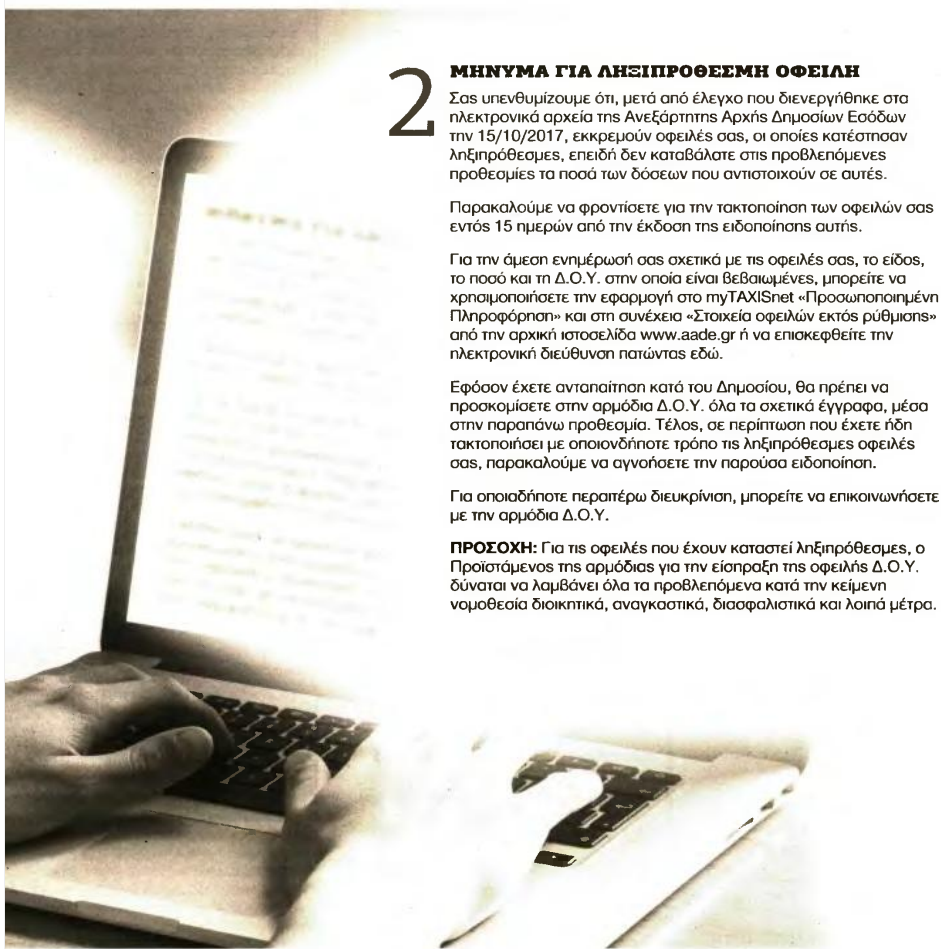 2
ΜΗΝΥΜΑ ΓΙΑ ΛΗΞΙΠΡΟΘΕΣΜΗ ΟΦΕΙΛΗ
Σας υπενθυμίζουμε ότι, μετά από έλεγχο που διενεργήθηκε στα
ηλεκτρονικά αρχεία της Ανεξάρτητης Αρχής Δημοσίων Εσόδων
την 15/10/2017, εκκρεμούν οφειλές σας, οι οποίες κατέστησαν
ληξιπρόθεσμες, επειδή δεν καταβάλατε στις προβλεπόμενες
προθεσμίες τα ποσά των δόσεων που αντιστοιχούν σε αυτές.
Παρακαλούμε να φροντίσετε για την τακτοποίηση των οφειλών σας
εντός 15 ημερών από την έκδοση της ειδοποίησης αυτής.
Για την άμεση ενημέρωσή σας σχετικά με τις οφειλές σας, το είδος,
το ποσό και τη Δ.Ο.Υ. στην οποία είναι βεβαιωμένες, μπορείτε να
χρησιμοποιήσετε την εφαρμογή στο myTAXISnet «Προσωποποιημένη
Πληροφόρηση» και στη συνέχεια «Στοιχεία οφειλών εκτός ρύθμισης»
από την αρχική ιστοσελίδα www.aade.gr ή να επισκεφθείτε την
ηλεκτρονική διεύθυνση πατώντας εδώ.
Εφόσον έχετε ανταπαίτηση κατά του Δημοσίου, θα πρέπει να
προσκομίσετε στην αρμόδια Δ.Ο.Υ. όλα τα σχετικά έγγραφα, μέσα
στην παραπάνω προθεσμία. Τέλος, σε περίπτωση που έχετε ήδη
τακτοποιήσει με οποιονδήποτε τρόπο τις ληξιπρόθεσμες οφειλές
σας, παρακαλούμε να αγνοήσετε την παρούσα ειδοποίηση.
Για οποιαδήποτε περαιτέρω διευκρίνιση, μπορείτε να επικοινωνήσετε
με την αρμόδια Δ.Ο.Υ.
ΠΡΟΣΟΧΗ: Για τις οφειλές που έχουν καταστεί ληξιπρόθεσμες, ο
Προϊστάμενος της αρμόδιας για την είσπραξη της οφειλής Δ.Ο.Υ.
δύναται να λαμβάνει όλα τα προβλεπόμενα κατά την κείμενη
νομοθεσία διοικητικά, αναγκαστικά, διασφαλιστικά και λοιπά μέτρα.